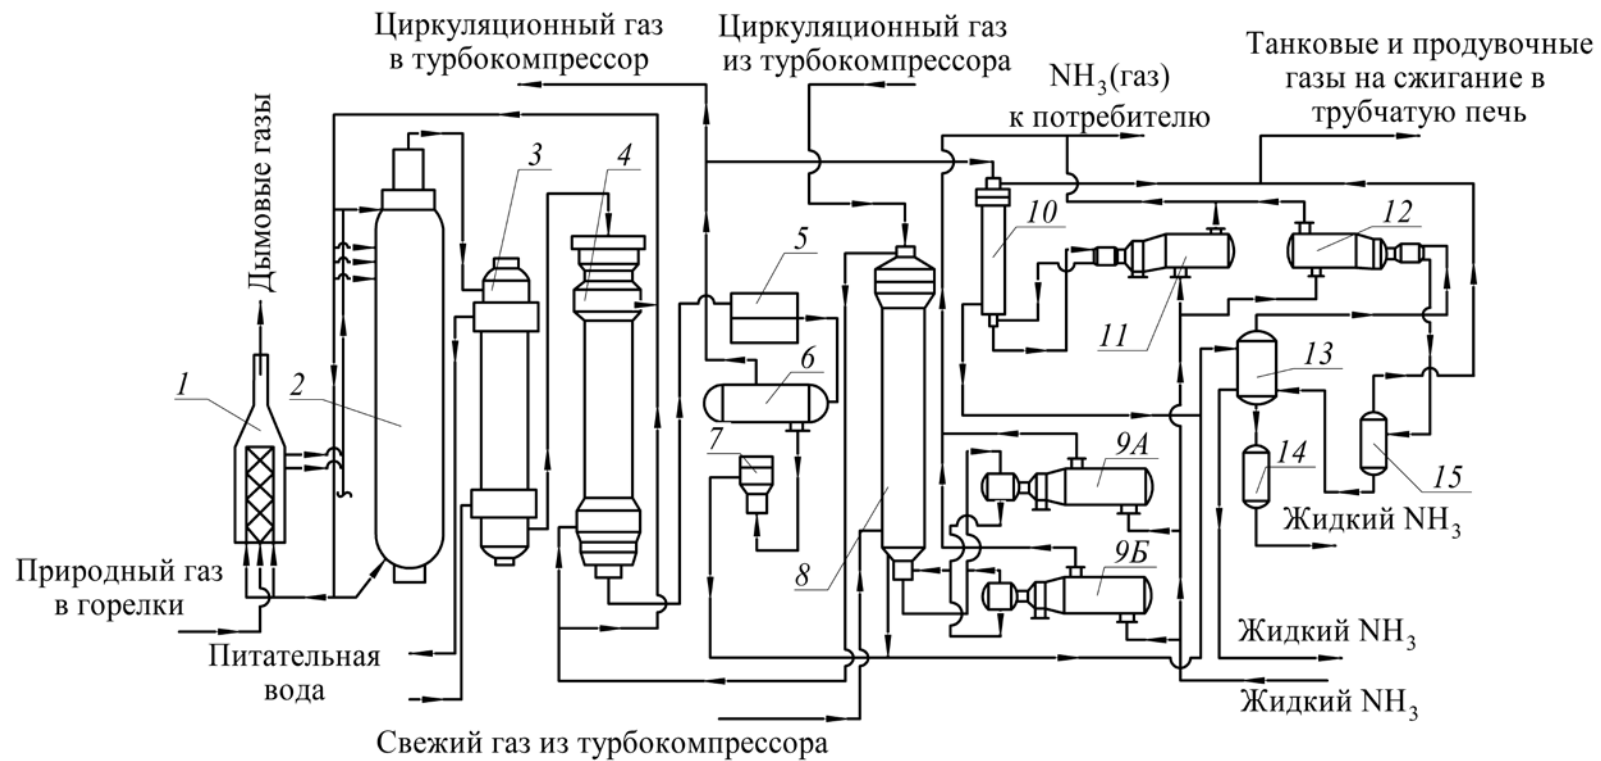 Циркуляционный газ
в турбокомпрессор
Циркуляционный газ
из турбокомпрессора
NH3(газ)
к потребителю
Танковые и продувочные
газы на сжигание в
трубчатую печь
Дымовые газы
1
2
3
4
5
6
7
8
9А
9Б
10
11
12
13
14
15
Природный газ
в горелки
Питательная
вода
Свежий газ из турбокомпрессора
Жидкий NH3
Жидкий NH3
Жидкий NH3